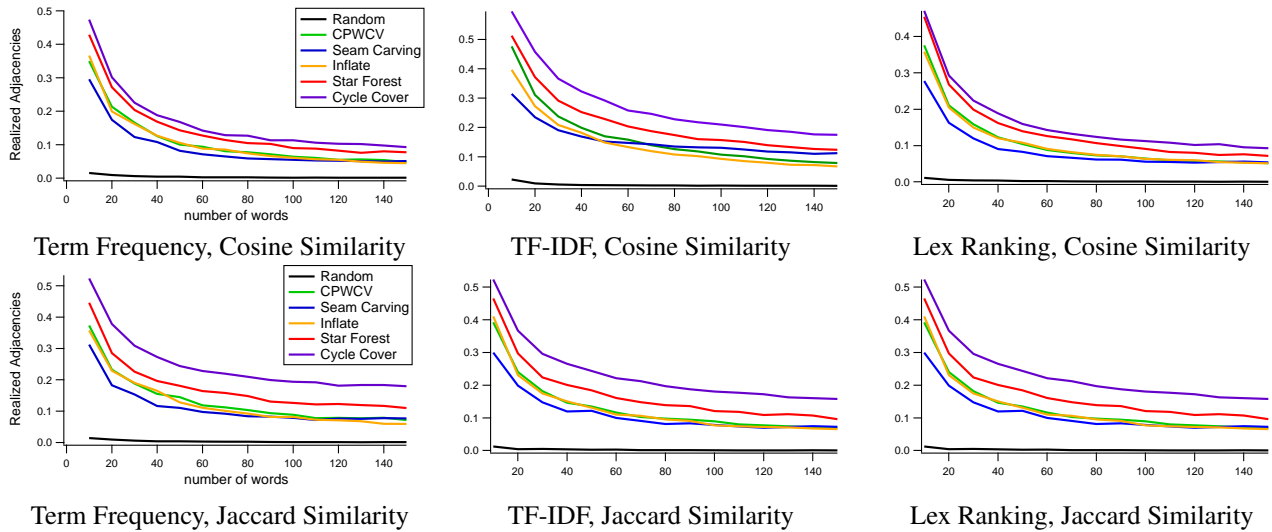 0.5
0.4
0.3
0.2
0.1
0.0
Realized Adjacencies
Random
CPWCV
Seam Carving
Inflate
Star Forest
Cycle Cover
0 20 40 60 80 100 120 140
number of words
Term Frequency, Cosine Similarity
0.5
0.4
0.3
0.2
0.1
0.0
0 20 40 60 80 100 120 140
TF-IDF, Cosine Similarity
0.4
0.3
0.2
0.1
0.0
20 40 60 80 100 120 140
Lex Ranking, Cosine Similarity
0.5
0.4
0.3
0.2
0.1
0.0
Realized Adjacencies
Random
CPWCV
Seam Carving
Inflate
Star Forest
Cycle Cover
0 20 40 60 80 100 120 140
number of words
Term Frequency, Jaccard Similarity
0.5
0.4
0.3
0.2
0.1
0.0
20 40 60 80 100 120 140
TF-IDF, Jaccard Similarity
0.5
0.4
0.3
0.2
0.1
0.0
20 40 60 80 100 120 140
Lex Ranking, Jaccard Similarity